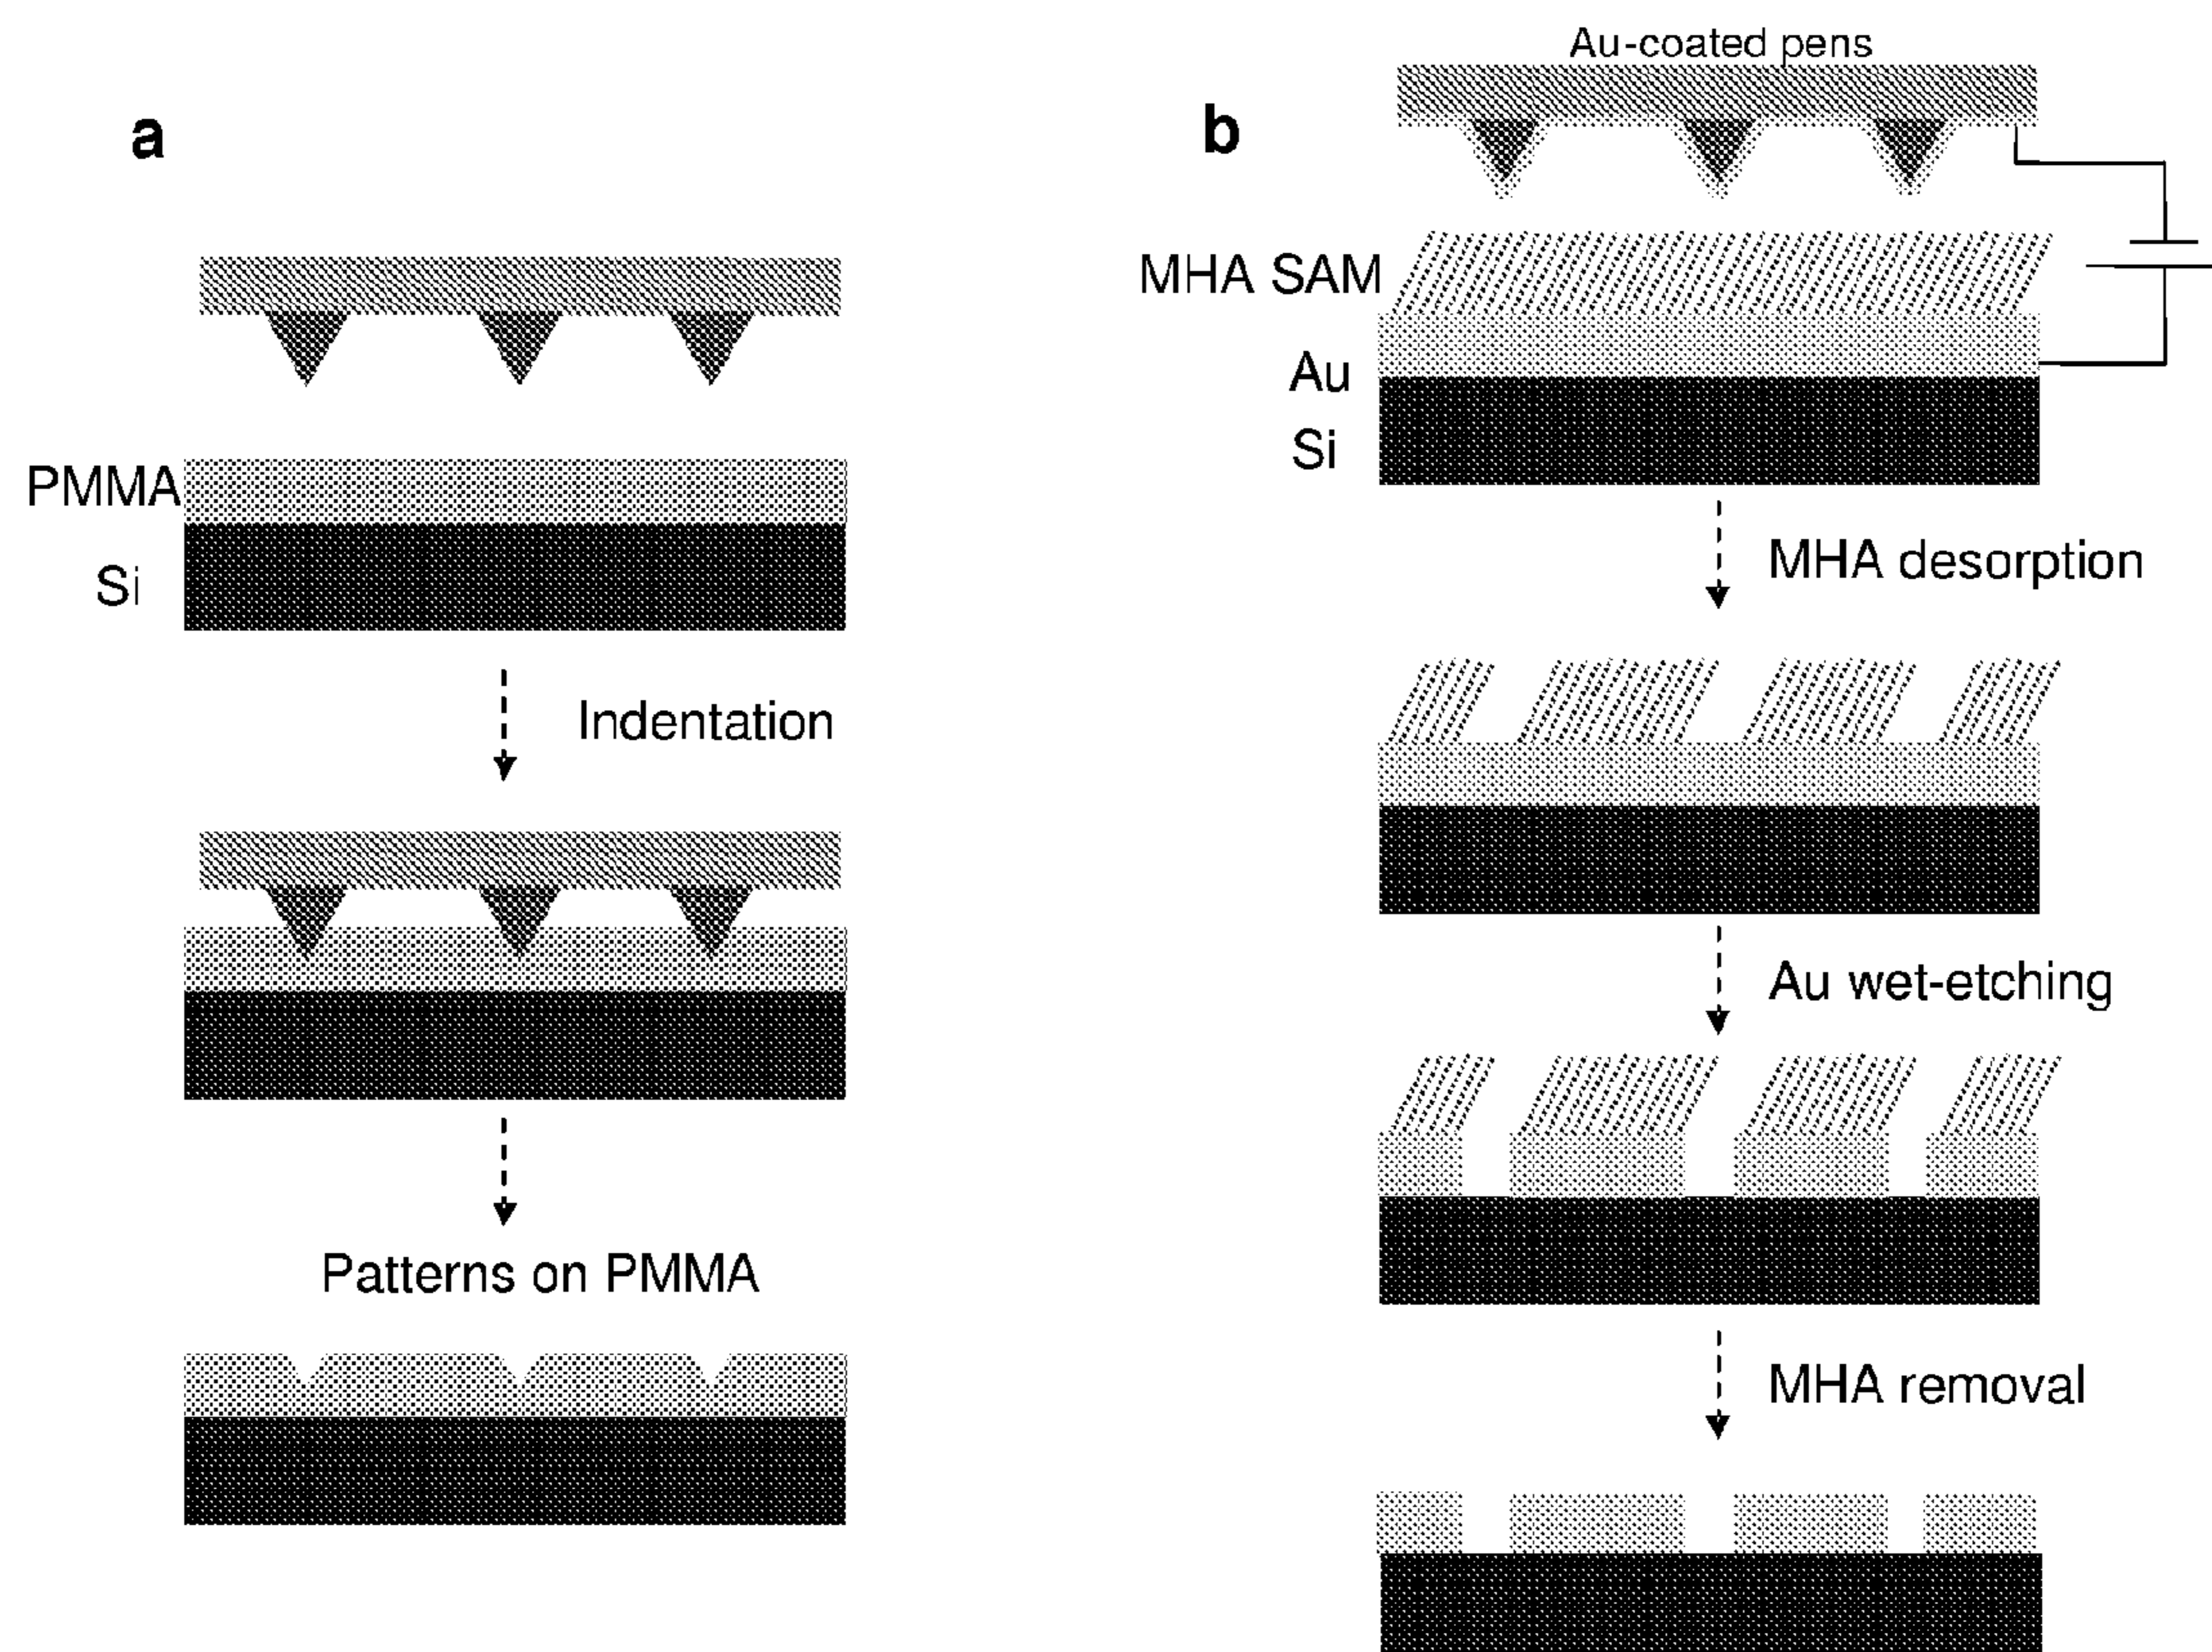 a
PMMA
Si
Indentation
Patterns on PMMA
b
Au-coated pens
MHA SAM
Au
Si
MHA desorption
Au wet-etching
MHA removal